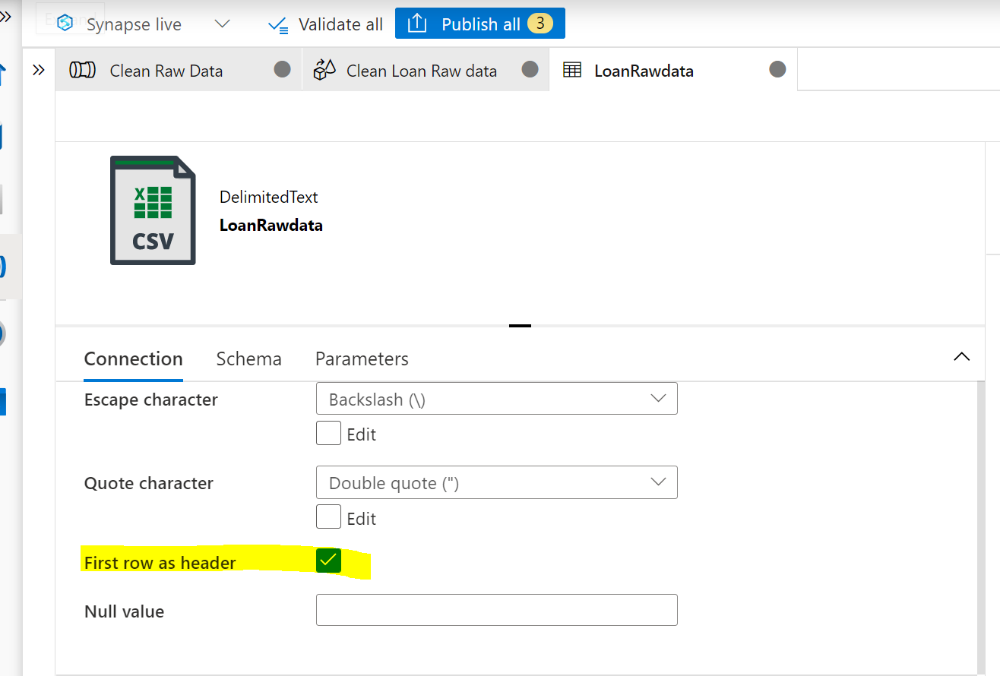 Synapse live
Validate all
Publish all 3
Clean Raw Data
Clean Loan Raw data
LoanRawdata
X
CSV
DelimitedText
LoanRawdata
Connection
Schema
Parameters
Escape character
Backslash (\)
Edit
Quote character
Double quote (")
Edit
First row as header
Null value